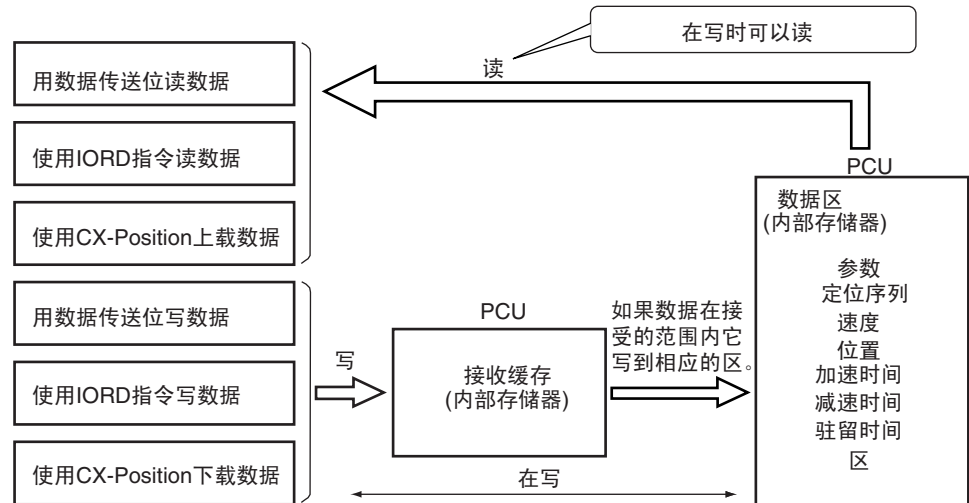 在写时可以读
读
用数据传送位读数据
使用IORD指令读数据
使用CX-Position上载数据
用数据传送位写数据
使用IORD指令写数据
使用CX-Position下载数据
写
PCU
接收缓存
(内部存储器)
如果数据在接
受的范围内它
写到相应的区。
在写
PCU
数据区
(内部存储器)
参数
定位序列
速度
位置
加速时间
减速时间
驻留时间
区